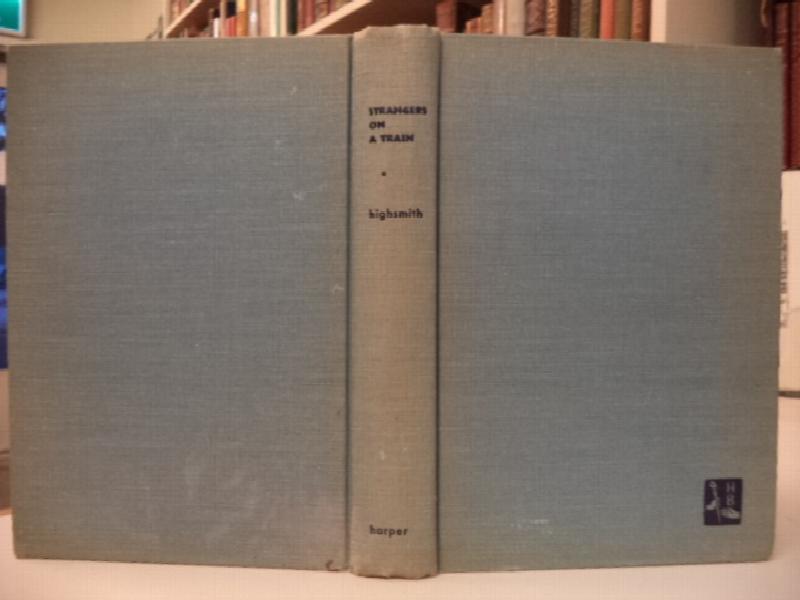 STRANGERS
ON
A TRAIN
highsmith
harper
H
B